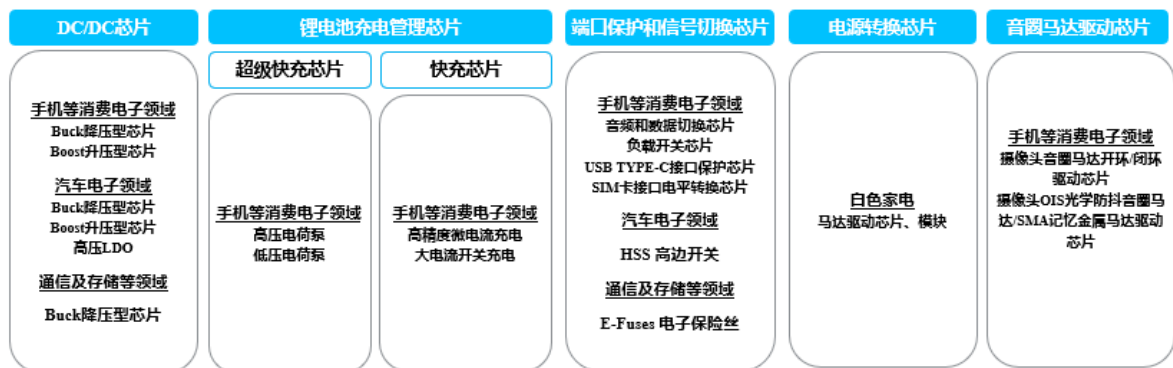 DC/DC芯片
手机等消费电子领域
Buck降压型芯片
Boost升压型芯片
汽车电子领域
Buck降压型芯片
Boost升压型芯片
高压LDO
通信及存储等领域
Buck降压型芯片
锂电池充电管理芯片
超级快充芯片
手机等消费电子领域
高压电荷泵
低压电荷泵
快充芯片
手机等消费电子领域
高精度微电流充电
大电流开关充电
端口保护和信号切换芯片
手机等消费电子领域
音频和数据切换芯片
负载开关芯片
USB TYPE-C接口保护芯片
SIM卡接口电平转换芯片
汽车电子领域
HSS 高边开关
通信及存储等领域
E-Fuses 电子保险丝
电源转换芯片
白色家电
马达驱动芯片、模块
音圈马达驱动芯片
手机等消费电子领域
摄像头音圈马达开环/闭环
驱动芯片
摄像头OIS光学防抖音圈马
达/SMA记忆金属马达驱动
芯片